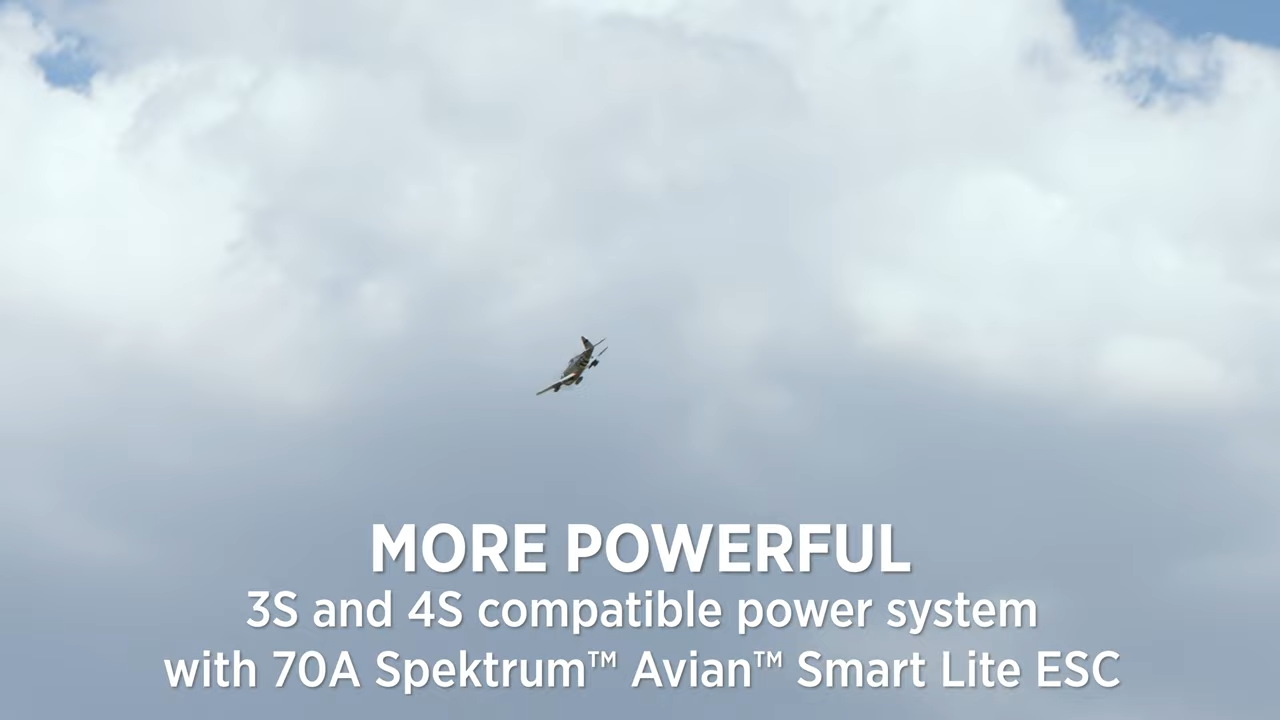 MORE POWERFUL
3S and 4S compatible power system
with 70A Spektrum™ Avian™ Smart Lite ESC